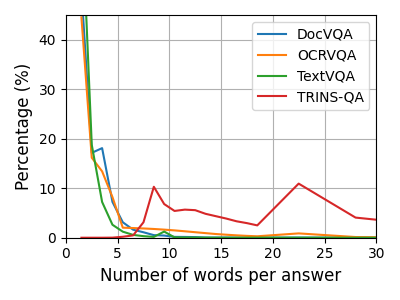 DocVQA
OCRVQA
TextVQA
TRINS-QA
Percentage (%)
40
30
20
10
0
0 5 10 15 20 25 30
Number of words per answer